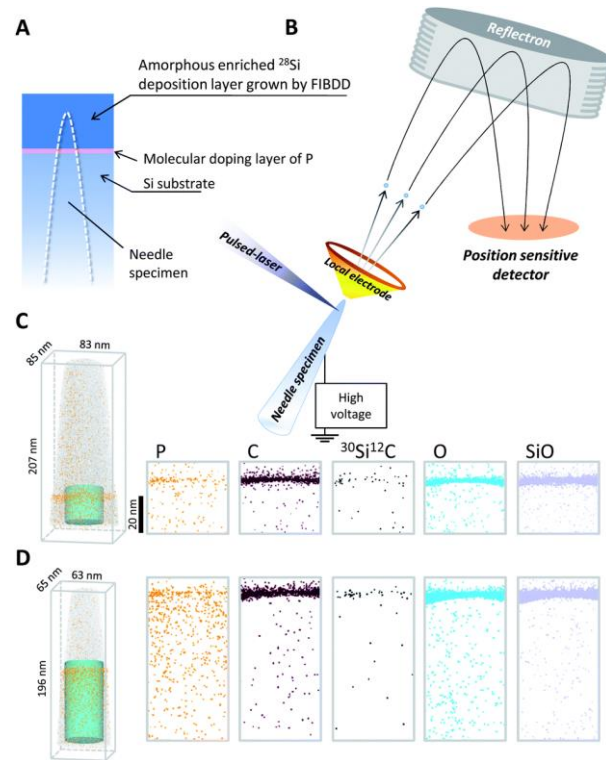 A
Amorphous enriched ²⁸Si
deposition layer grown by FIBDD
Molecular doping layer of P
Si substrate
Needle
specimen
B
Reflectron
Position sensitive
detector
Local electrode
Pulsed-laser
Needle specimen
High
voltage
C
85 nm
83 nm
207 nm
20 nm
P
C
³⁰Si¹²C
O
SiO
D
65 nm
63 nm
196 nm